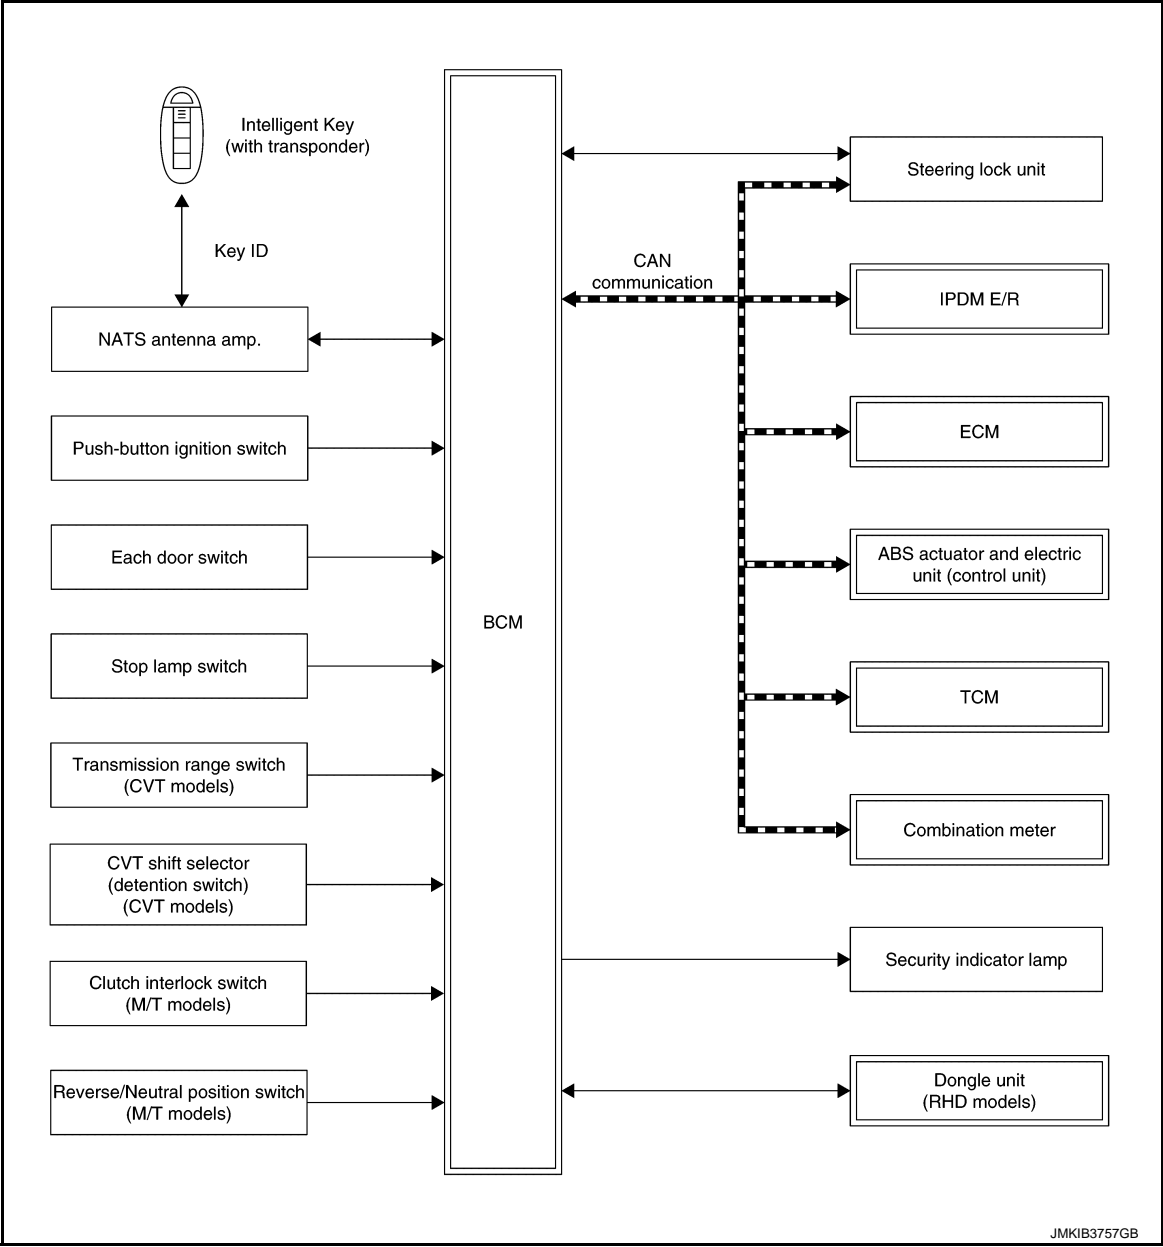 Intelligent Key
(with transponder)
Key ID
NATS antenna amp.
Push-button ignition switch
Each door switch
Stop lamp switch
Transmission range switch
(CVT models)
CVT shift selector
(detention switch)
(CVT models)
Clutch interlock switch
(M/T models)
Reverse/Neutral position switch
(M/T models)
BCM
CAN
communication
Steering lock unit
IPDM E/R
ECM
ABS actuator and electric
unit (control unit)
TCM
Combination meter
Security indicator lamp
Dongle unit
(RHD models)
JMKIB3757GB